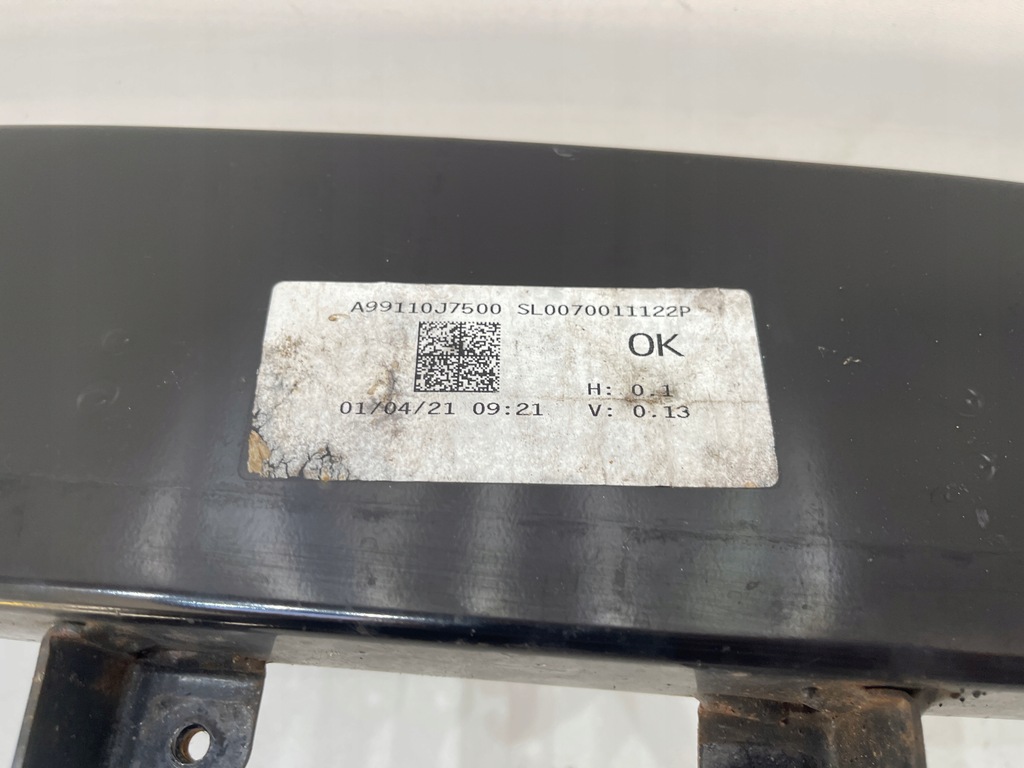 A99110J7500 SL0070011122P
OK
H: 0.1
01/04/21 09:21 V: 0.13